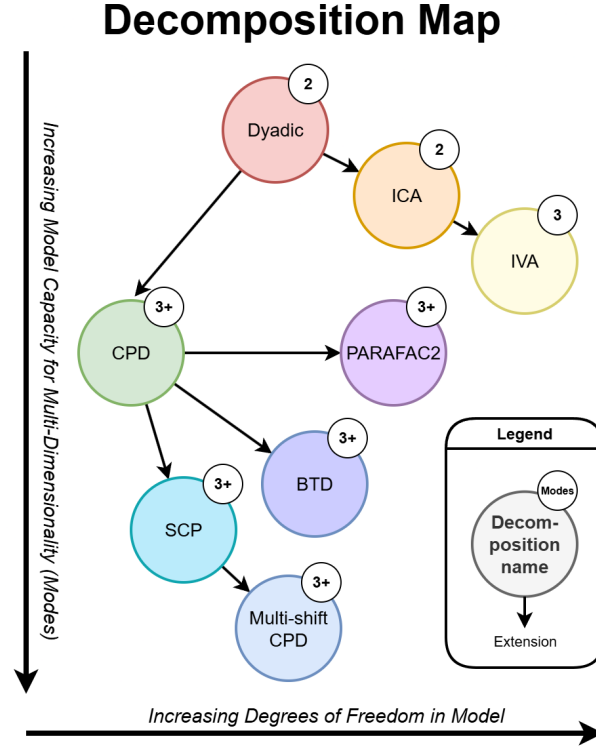 Decomposition Map
Increasing Model Capacity for Multi-Dimensionality (Modes)
2
Dyadic
2
ICA
3
IVA
3+
CPD
3+
PARAFAC2
3+
BTD
3+
SCP
3+
Multi-shift
CPD
Legend
Modes
Decom-
position
name
Extension
Increasing Degrees of Freedom in Model